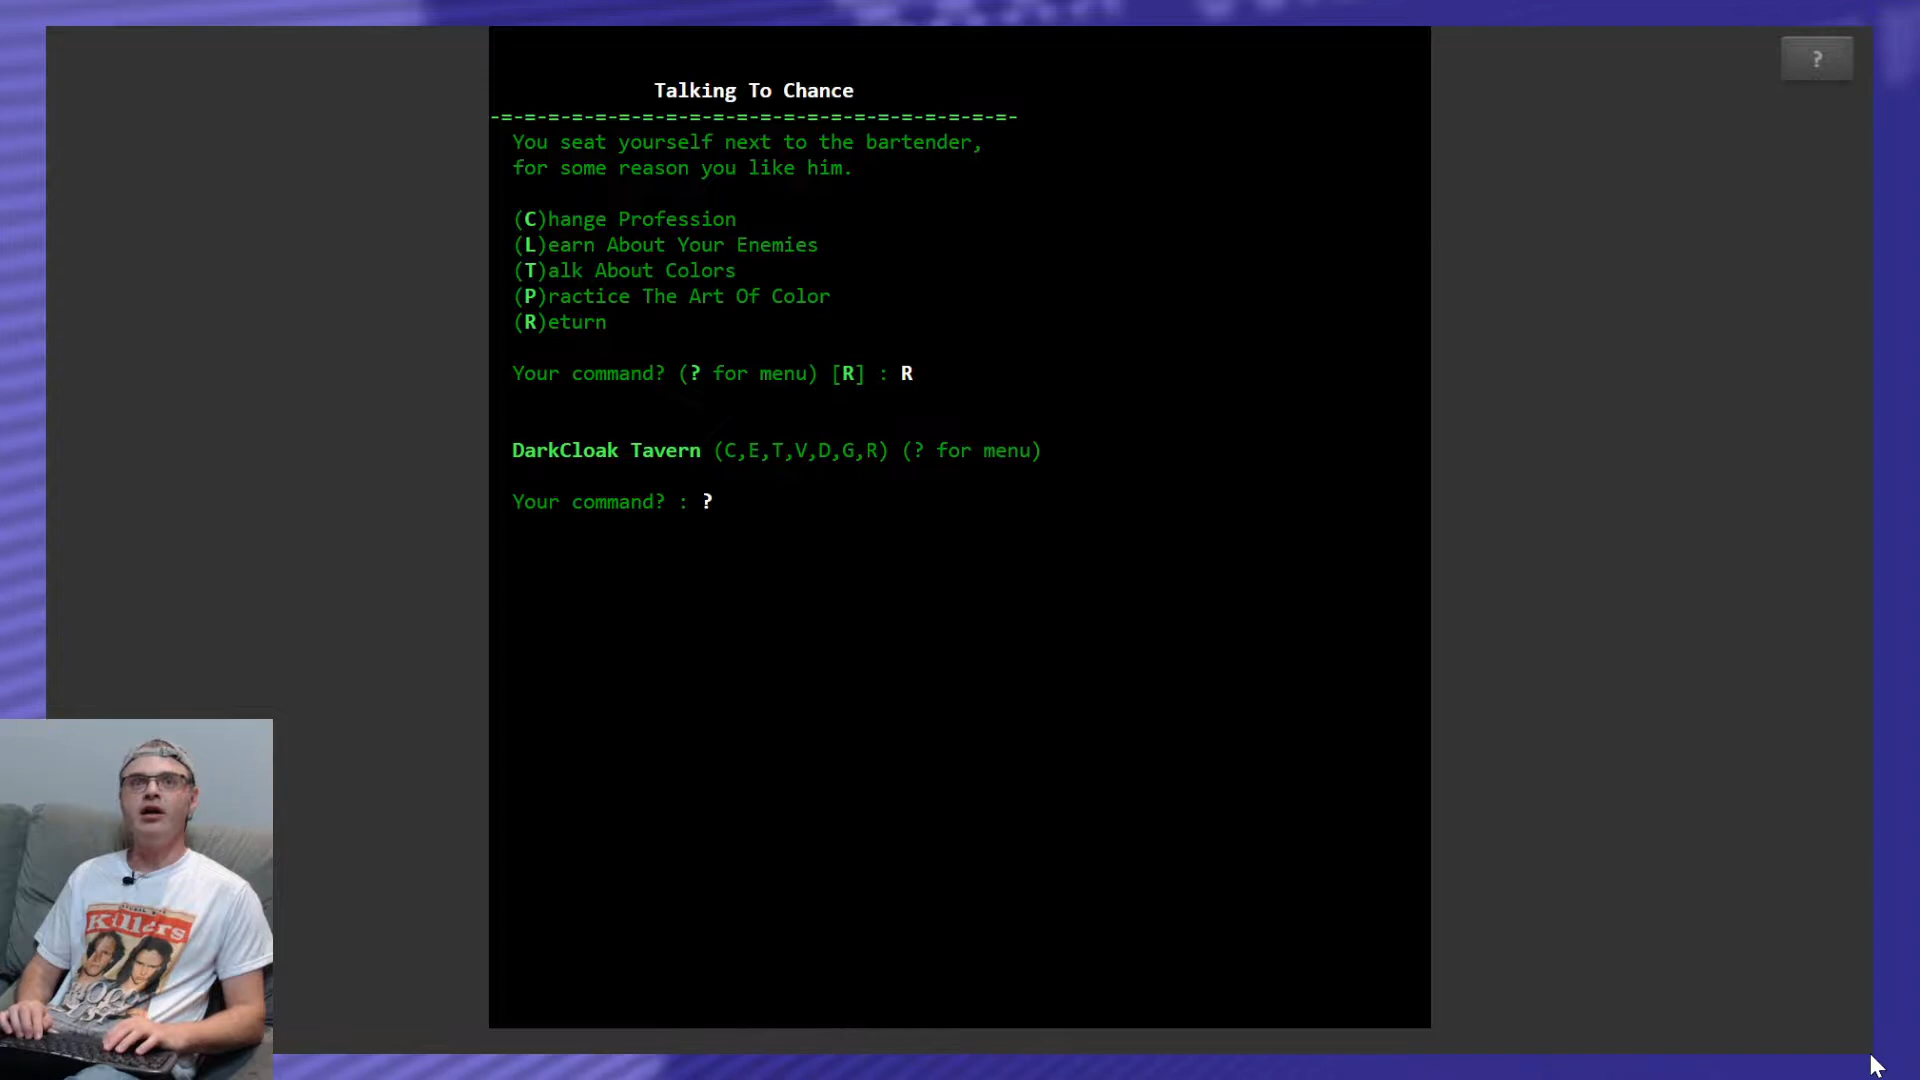 ?
Talking To Chance
-=-=-=-=-=-=-=-=-=-=-=-=-=-=-=-=-=-=-=-=-=-=-
You seat yourself next to the bartender,
for some reason you like him.
(C)hange Profession
(L)earn About Your Enemies
(T)alk About Colors
(P)ractice The Art Of Color
(R)eturn
Your command? (? for menu) [R] : R
DarkCloak Tavern (C,E,T,V,D,G,R) (? for menu)
Your command? : ?
Killers